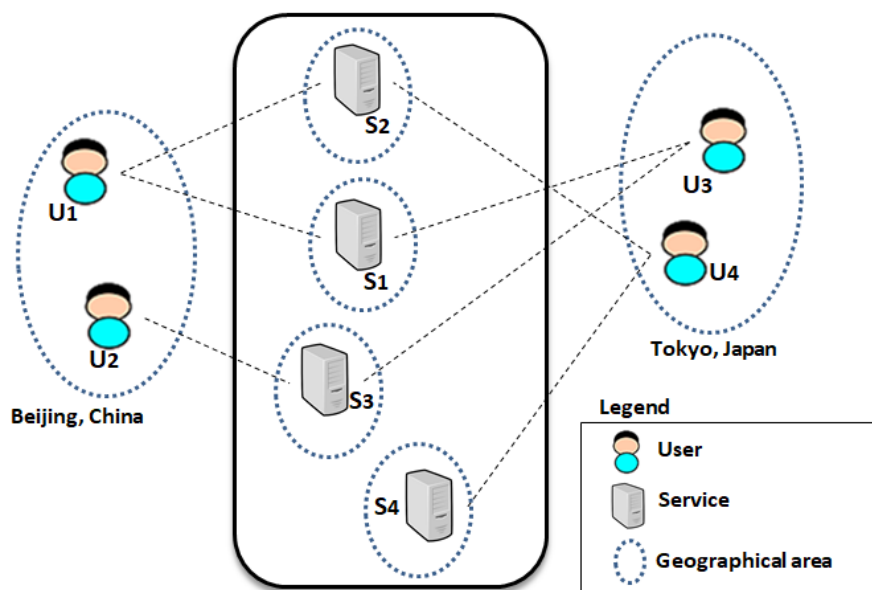 S2
U1
U3
S1
U4
U2
Tokyo, Japan
S3
Beijing, China
Legend
User
S4
Service
Geographical area